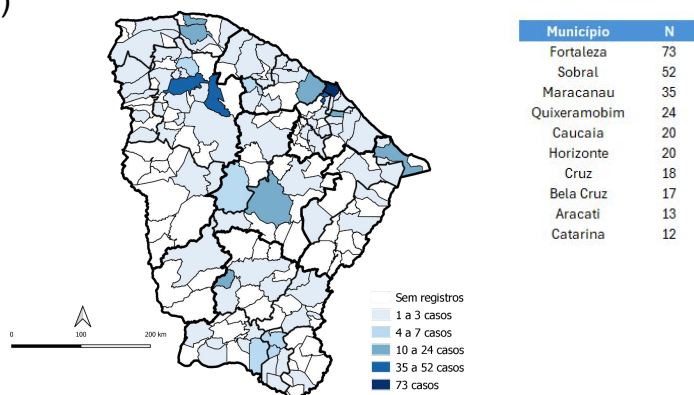 )
Município N
Fortaleza 73
Sobral 52
Maracanau 35
Quixeramobim 24
Caucaia 20
Horizonte 20
Cruz 18
Bela Cruz 17
Aracati 13
Catarina 12
Sem registros
1 a 3 casos
4 a 7 casos
10 a 24 casos
35 a 52 casos
73 casos
0 100 200 km